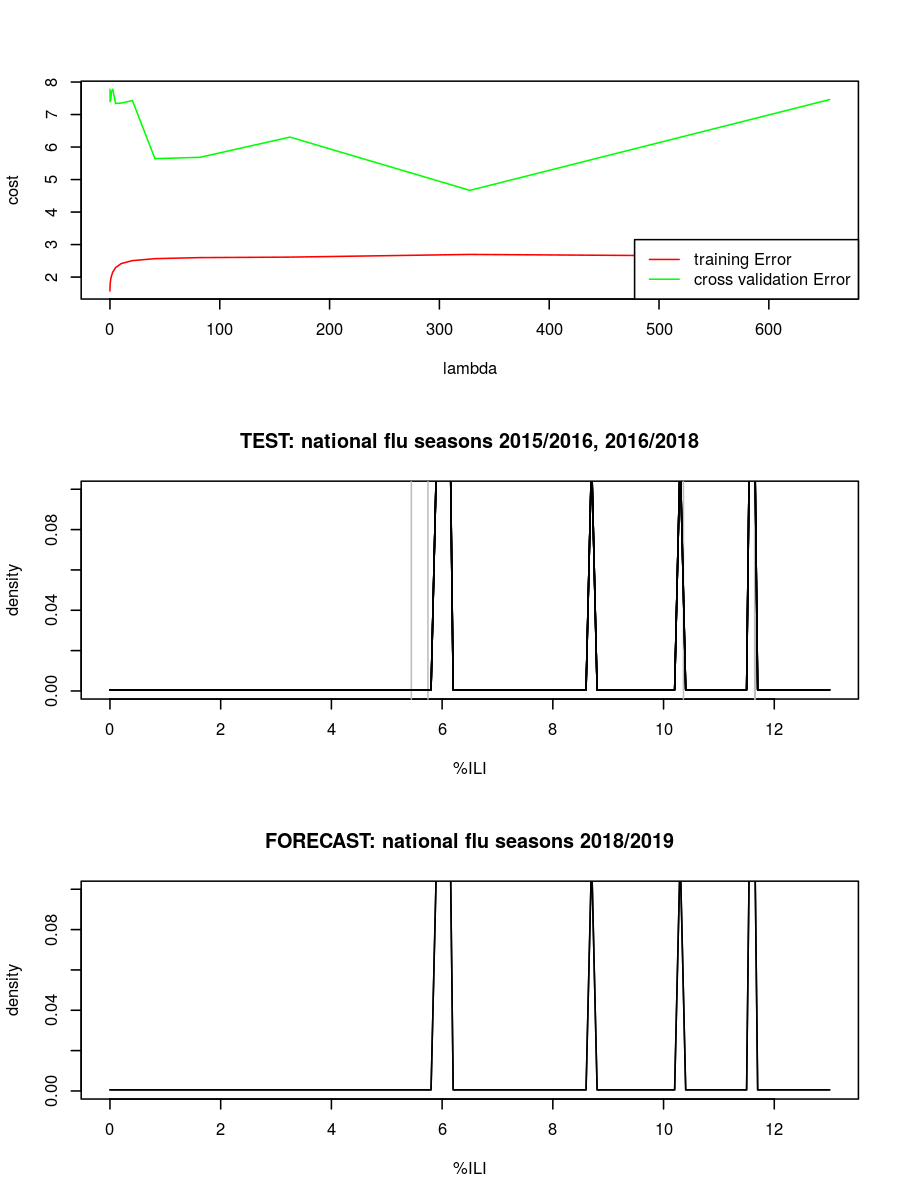 8
7
6
5
4
3
2
cost
training Error
cross validation Error
0 100 200 300 400 500 600
lambda
TEST: national flu seasons 2015/2016, 2016/2018
0.08
0.04
0.00
density
0 2 4 6 8 10 12
%ILI
FORECAST: national flu seasons 2018/2019
0.08
0.04
0.00
density
0 2 4 6 8 10 12
%ILI